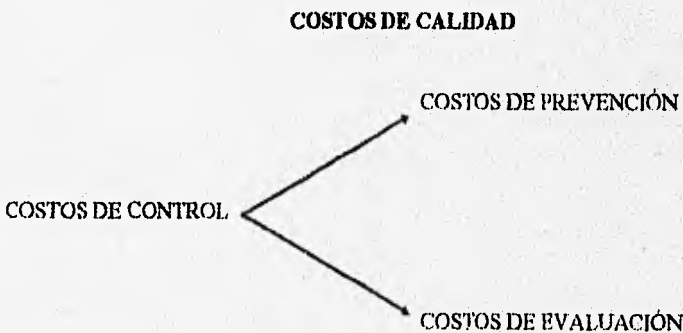 COSTOS DE CALIDAD
COSTOS DE PREVENCIÓN
COSTOS DE CONTROL
COSTOS DE EVALUACIÓN